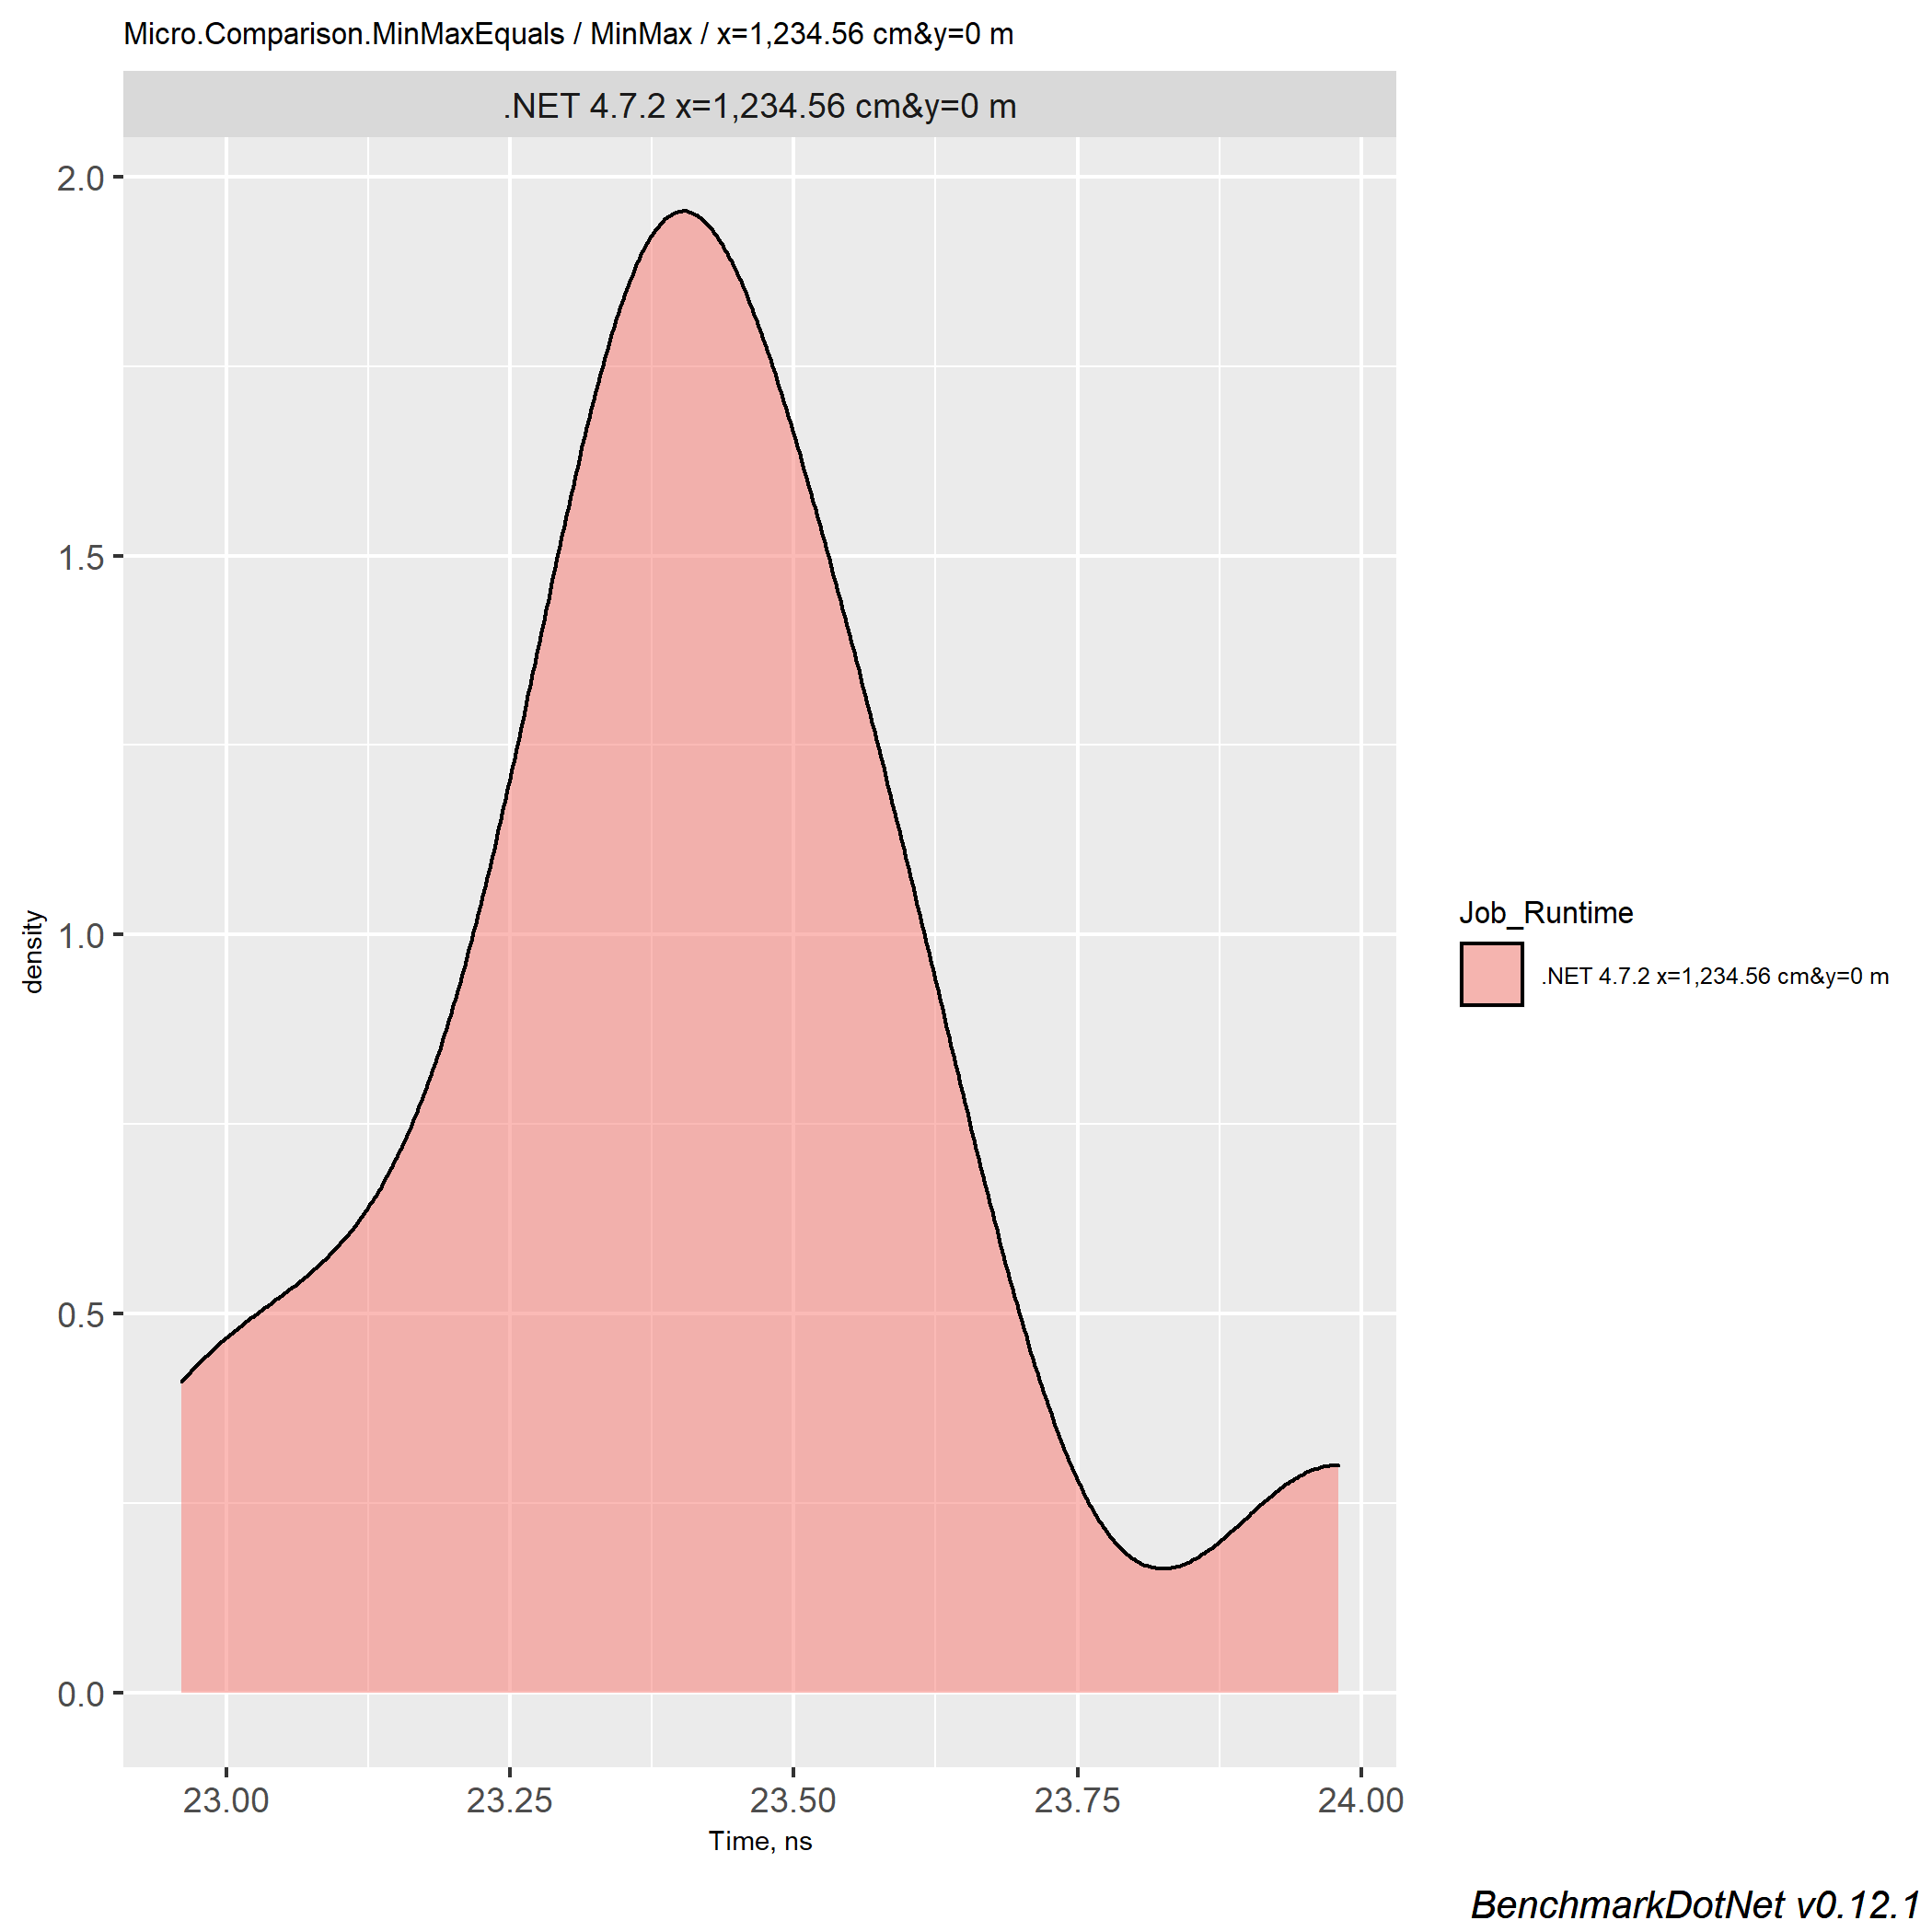 Micro.Comparison.MinMaxEquals / MinMax / x=1,234.56 cm&y=0 m
.NET 4.7.2 x=1,234.56 cm&y=0 m
2.0
1.5
1.0
0.5
0.0
density
23.00 23.25 23.50 23.75 24.00
Time, ns
Job_Runtime
.NET 4.7.2 x=1,234.56 cm&y=0 m
BenchmarkDotNet v0.12.1